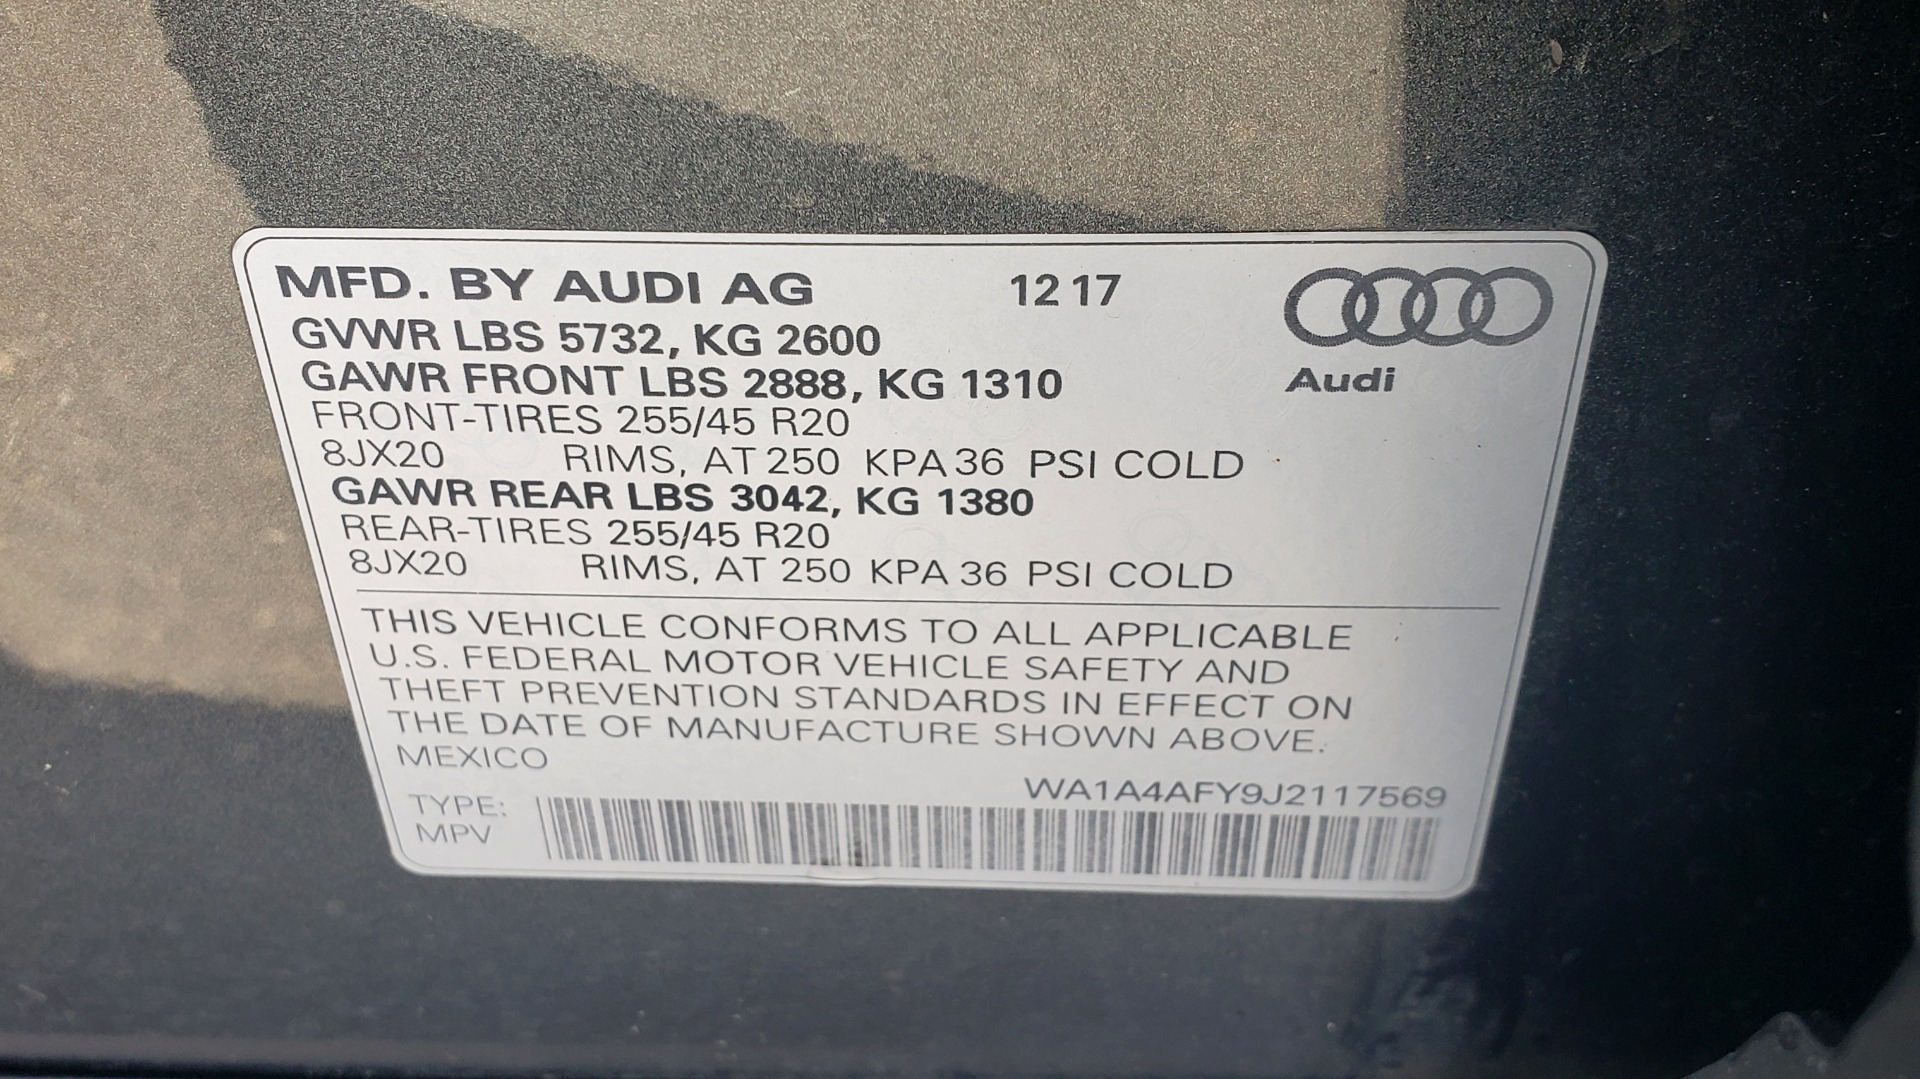 MFD. BY AUDI AG 12 17
GVWR LBS 5732, KG 2600
GAWR FRONT LBS 2888, KG 1310
Audi
FRONT-TIRES 255/45 R20
8JX20 RIMS, AT 250 KPA 36 PSI COLD
GAWR REAR LBS 3042, KG 1380
REAR-TIRES 255/45 R20
8JX20 RIMS, AT 250 KPA 36 PSI COLD
THIS VEHICLE CONFORMS TO ALL APPLICABLE
U.S. FEDERAL MOTOR VEHICLE SAFETY AND
THEFT PREVENTION STANDARDS IN EFFECT ON
THE DATE OF MANUFACTURE SHOWN ABOVE.
MEXICO
WA1A4AFY9J2117569
TYPE:
MPV